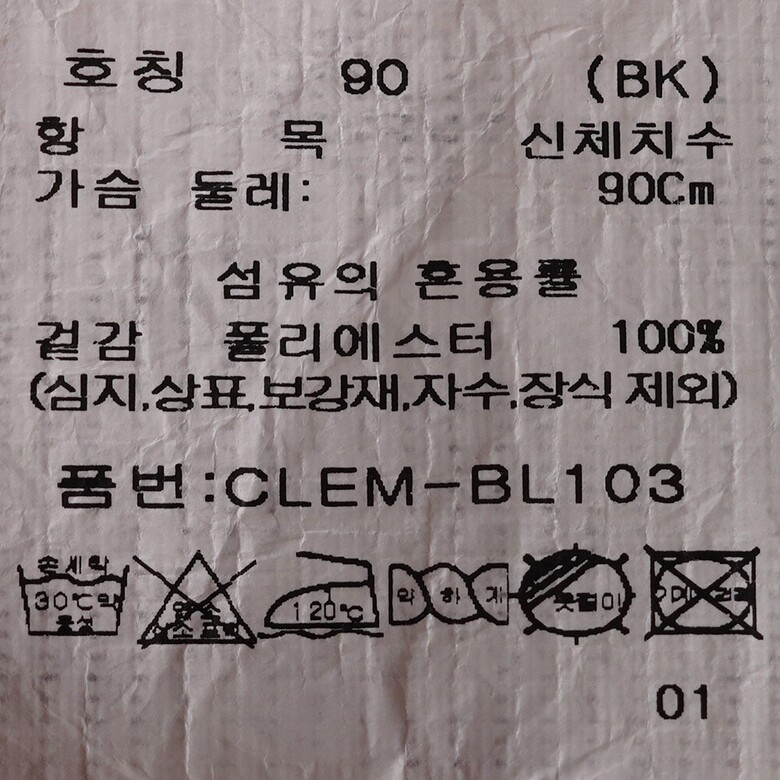 호칭 90 (BK)
항 목 신체치수
가슴 둘레: 90Cm
섬유의 혼용률
겉감 폴리에스터 100%
(심지,상표,보강재,자수,장식 제외)
품번:CLEM-BL103
손세탁
30℃약
중성
120℃
약하게
옷걸이
01